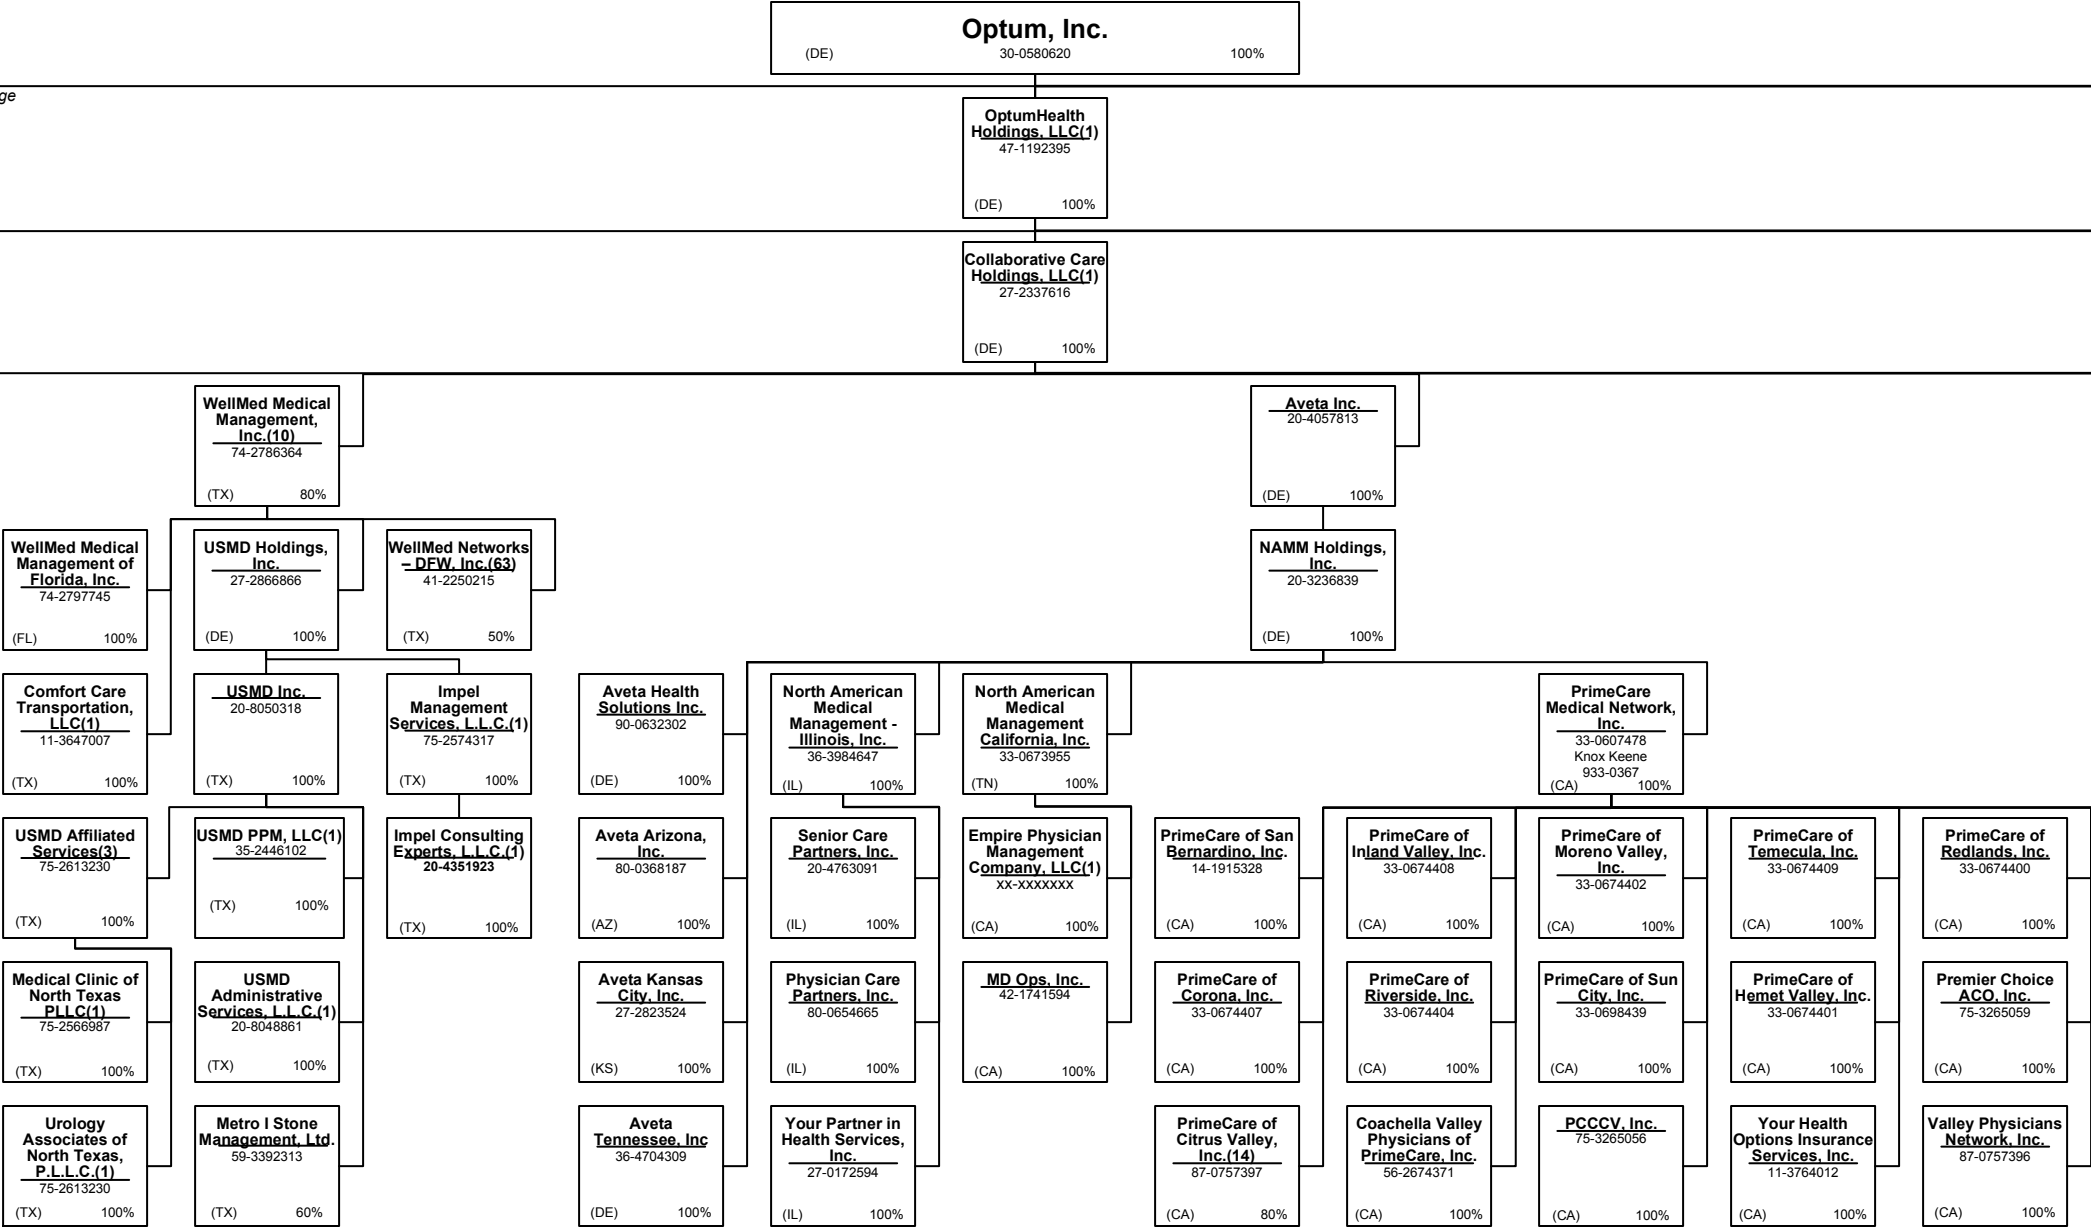 Optum, Inc.
(DE) 30-0580620 100%
ge
OptumHealth
Holdings, LLC(1)
47-1192395
(DE) 100%
Collaborative Care
Holdings, LLC(1)
27-2337616
(DE) 100%
WellMed Medical
Management,
Inc.(10)
74-2786364
(TX) 80%
Aveta Inc.
20-4057813
(DE) 100%
WellMed Medical
Management of
Florida, Inc.
74-2797745
(FL) 100%
USMD Holdings,
Inc.
27-2866866
(DE) 100%
WellMed Networks
– DFW, Inc.(63)
41-2250215
(TX) 50%
NAMM Holdings,
Inc.
20-3236839
(DE) 100%
Comfort Care
Transportation,
LLC(1)
11-3647007
(TX) 100%
USMD Inc.
20-8050318
(TX) 100%
Impel
Management
Services, L.L.C.(1)
75-2574317
(TX) 100%
Aveta Health
Solutions Inc.
90-0632302
(DE) 100%
North American
Medical
Management -
Illinois, Inc.
36-3984647
(IL) 100%
North American
Medical
Management
California, Inc.
33-0673955
(TN) 100%
PrimeCare
Medical Network,
Inc.
33-0607478
Knox Keene
933-0367
(CA) 100%
USMD Affiliated
Services(3)
75-2613230
(TX) 100%
USMD PPM, LLC(1)
35-2446102
(TX) 100%
Impel Consulting
Experts, L.L.C.(1)
20-4351923
(TX) 100%
Aveta Arizona,
Inc.
80-0368187
(AZ) 100%
Senior Care
Partners, Inc.
20-4763091
(IL) 100%
Empire Physician
Management
Company, LLC(1)
xx-xxxxxxx
(CA) 100%
PrimeCare of San
Bernardino, Inc.
14-1915328
(CA) 100%
PrimeCare of
Inland Valley, Inc.
33-0674408
(CA) 100%
PrimeCare of
Moreno Valley,
Inc.
33-0674402
(CA) 100%
PrimeCare of
Temecula, Inc.
33-0674409
(CA) 100%
PrimeCare of
Redlands, Inc.
33-0674400
(CA) 100%
Medical Clinic of
North Texas
PLLC(1)
75-2566987
(TX) 100%
USMD
Administrative
Services, L.L.C.(1)
20-8048861
(TX) 100%
Aveta Kansas
City, Inc.
27-2823524
(KS) 100%
Physician Care
Partners, Inc.
80-0654665
(IL) 100%
MD Ops, Inc.
42-1741594
(CA) 100%
PrimeCare of
Corona, Inc.
33-0674407
(CA) 100%
PrimeCare of
Riverside, Inc.
33-0674404
(CA) 100%
PrimeCare of Sun
City, Inc.
33-0698439
(CA) 100%
PrimeCare of
Hemet Valley, Inc.
33-0674401
(CA) 100%
Premier Choice
ACO, Inc.
75-3265059
(CA) 100%
Urology
Associates of
North Texas,
P.L.L.C.(1)
75-2613230
(TX) 100%
Metro I Stone
Management, Ltd.
59-3392313
(TX) 60%
Aveta
Tennessee, Inc
36-4704309
(DE) 100%
Your Partner in
Health Services,
Inc.
27-0172594
(IL) 100%
PrimeCare of
Citrus Valley,
Inc.(14)
87-0757397
(CA) 80%
Coachella Valley
Physicians of
PrimeCare, Inc.
56-2674371
(CA) 100%
PCCCV, Inc.
75-3265056
(CA) 100%
Your Health
Options Insurance
Services, Inc.
11-3764012
(CA) 100%
Valley Physicians
Network, Inc.
87-0757396
(CA) 100%